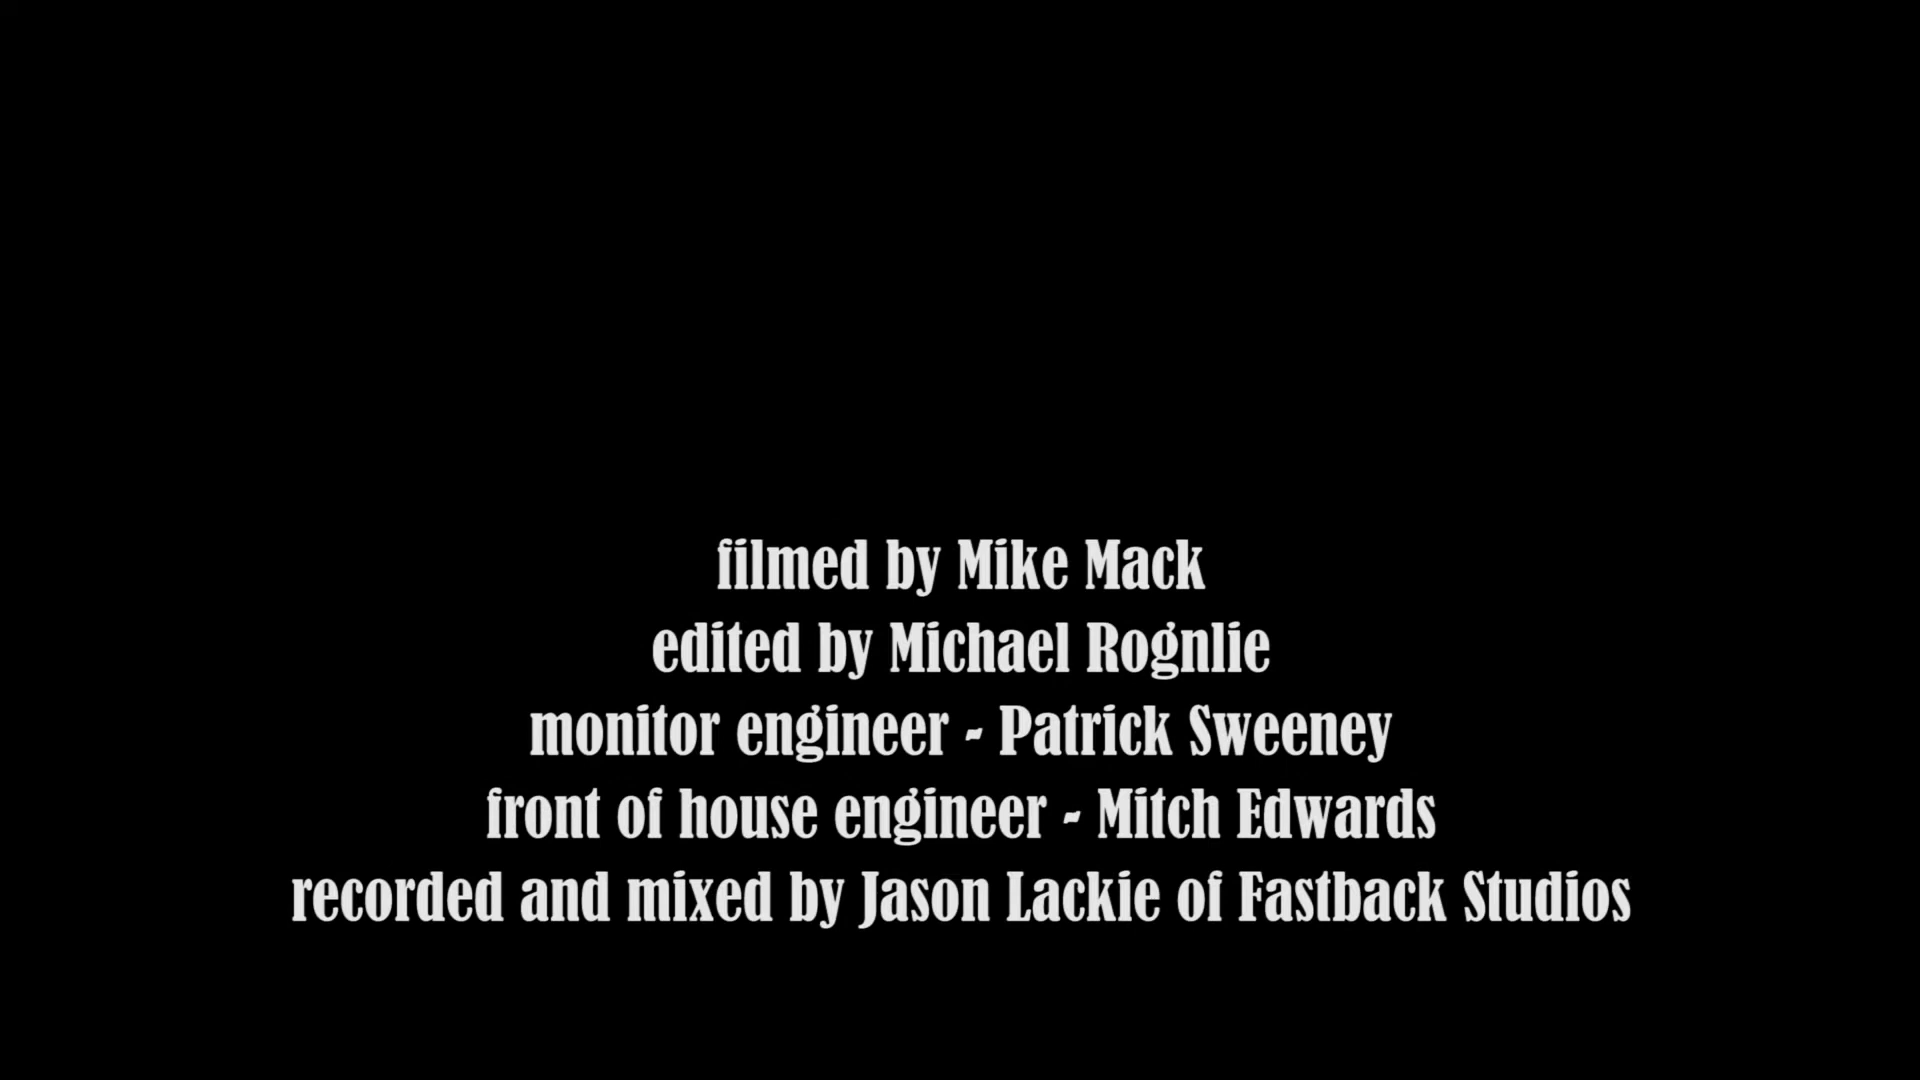 filmed by Mike Mack
edited by Michael Rognlie
monitor engineer - Patrick Sweeney
front of house engineer - Mitch Edwards
recorded and mixed by Jason Lackie of Fastback Studios